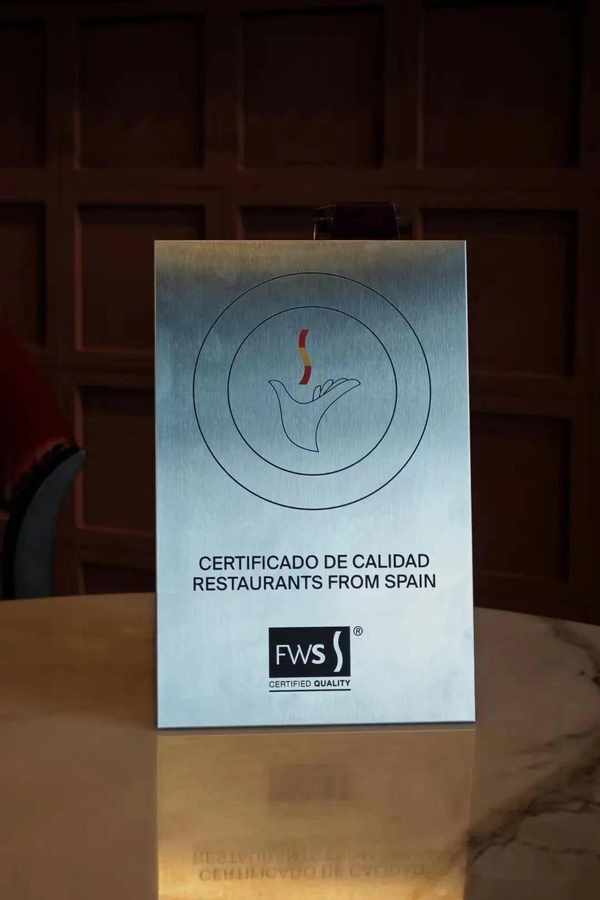 CERTIFICADO DE CALIDAD
RESTAURANTS FROM SPAIN
FWS ®
CERTIFIED QUALITY